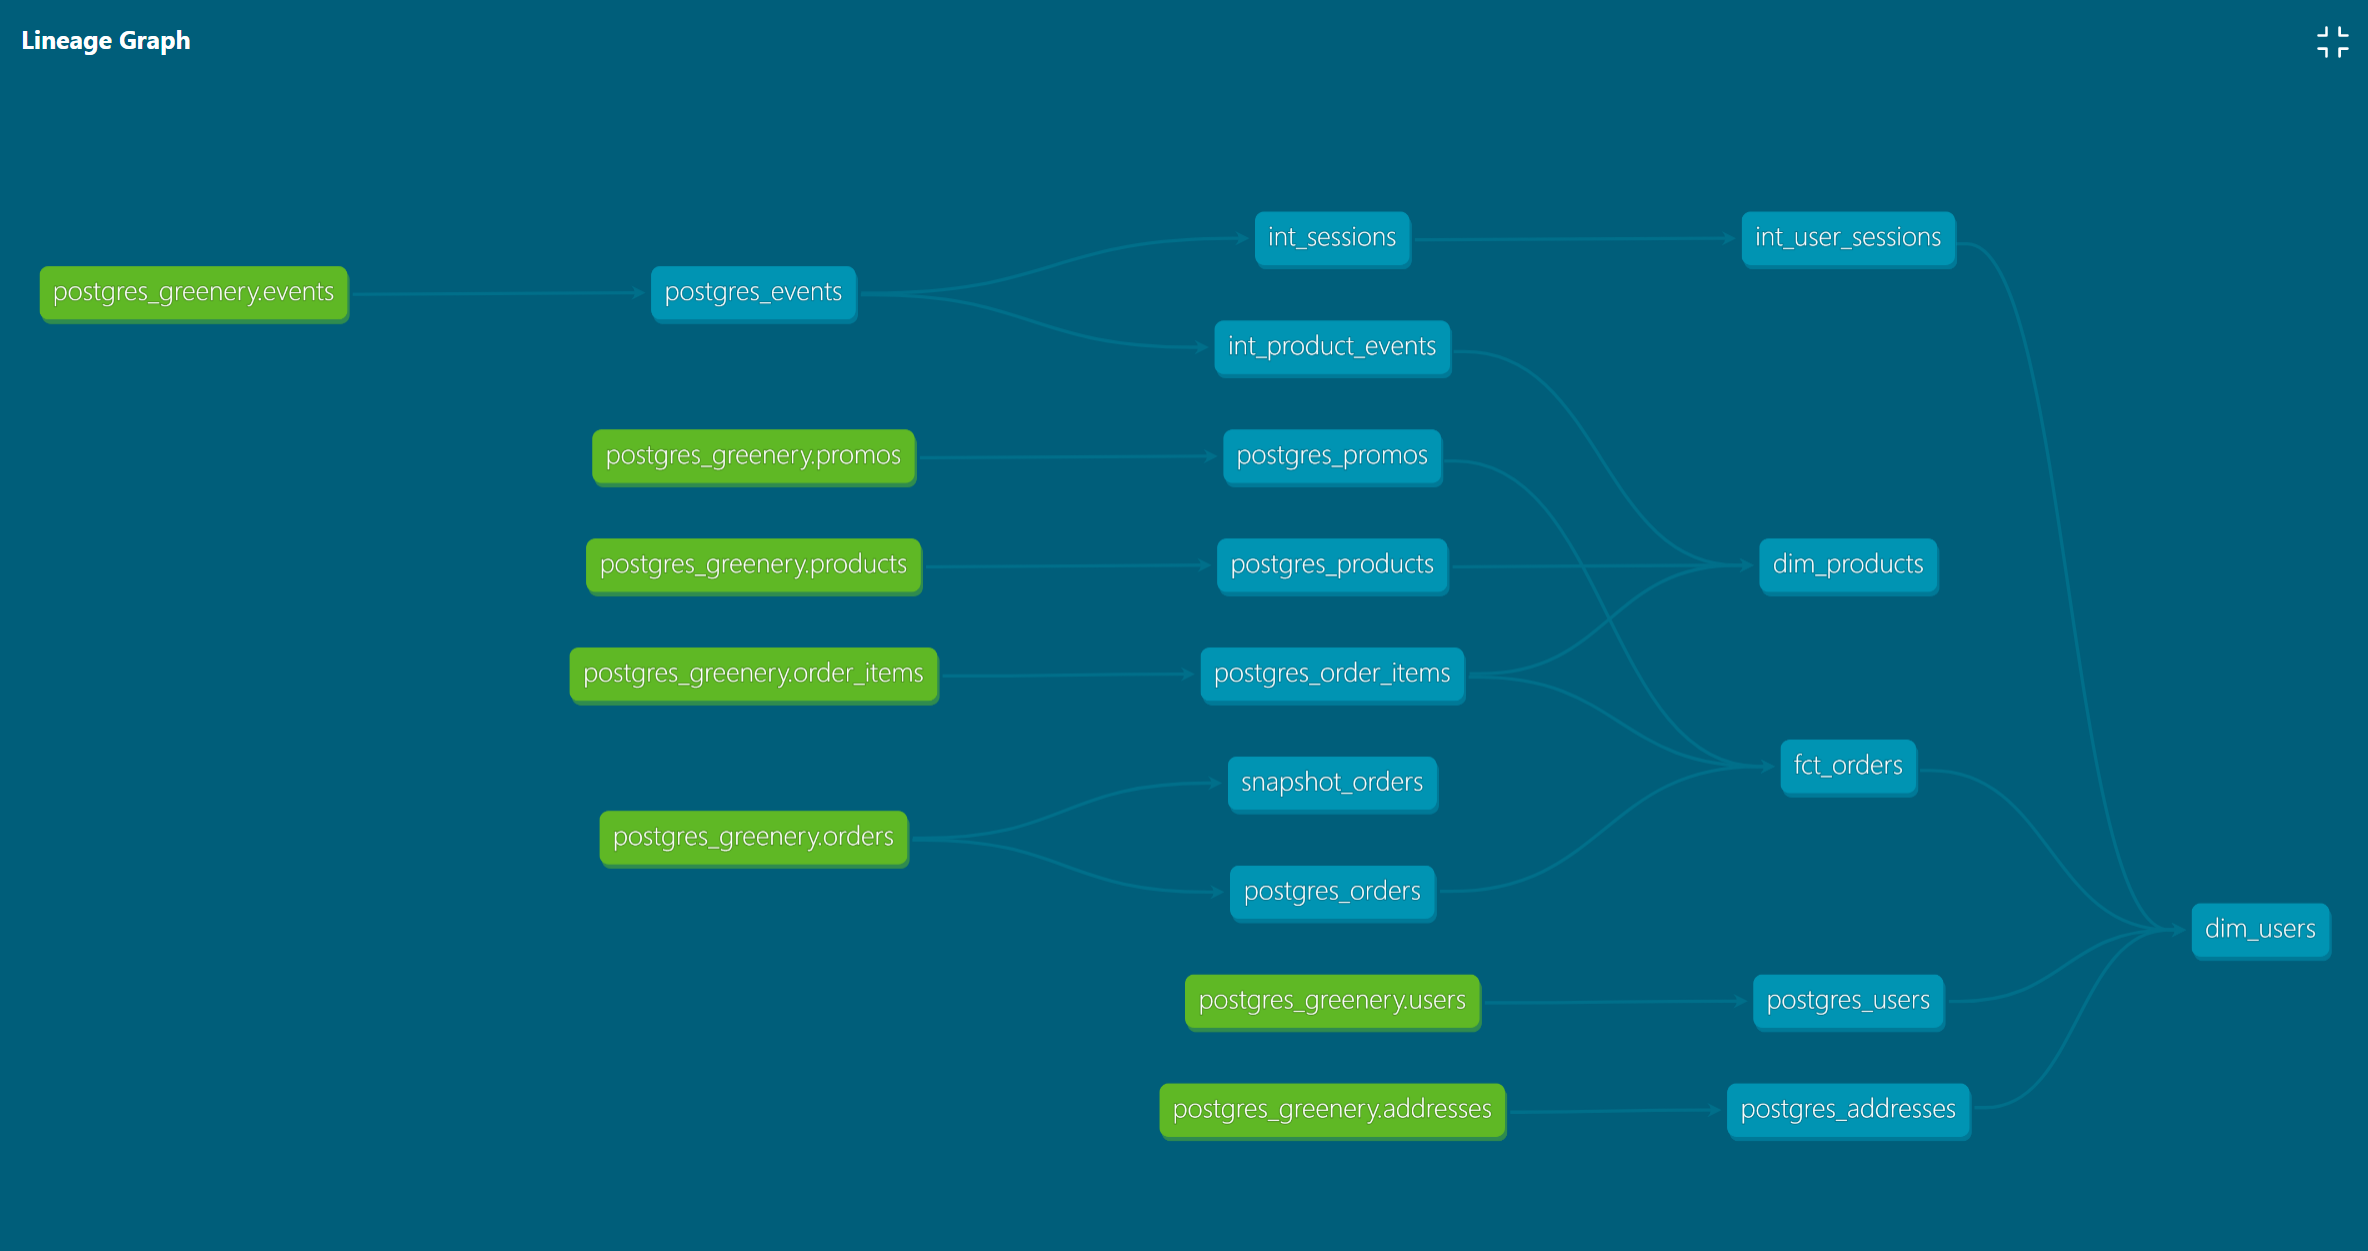 Lineage Graph
int_sessions
int_user_sessions
postgres_greenery.events
postgres_events
int_product_events
postgres_greenery.promos
postgres_promos
postgres_greenery.products
postgres_products
dim_products
postgres_greenery.order_items
postgres_order_items
snapshot_orders
fct_orders
postgres_greenery.orders
postgres_orders
dim_users
postgres_greenery.users
postgres_users
postgres_greenery.addresses
postgres_addresses